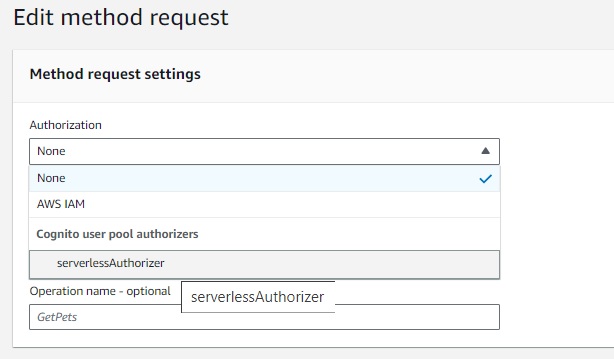 Edit method request
Method request settings
Authorization
None
None
AWS IAM
Cognito user pool authorizers
serverlessAuthorizer
Operation name - optional
serverlessAuthorizer
GetPets